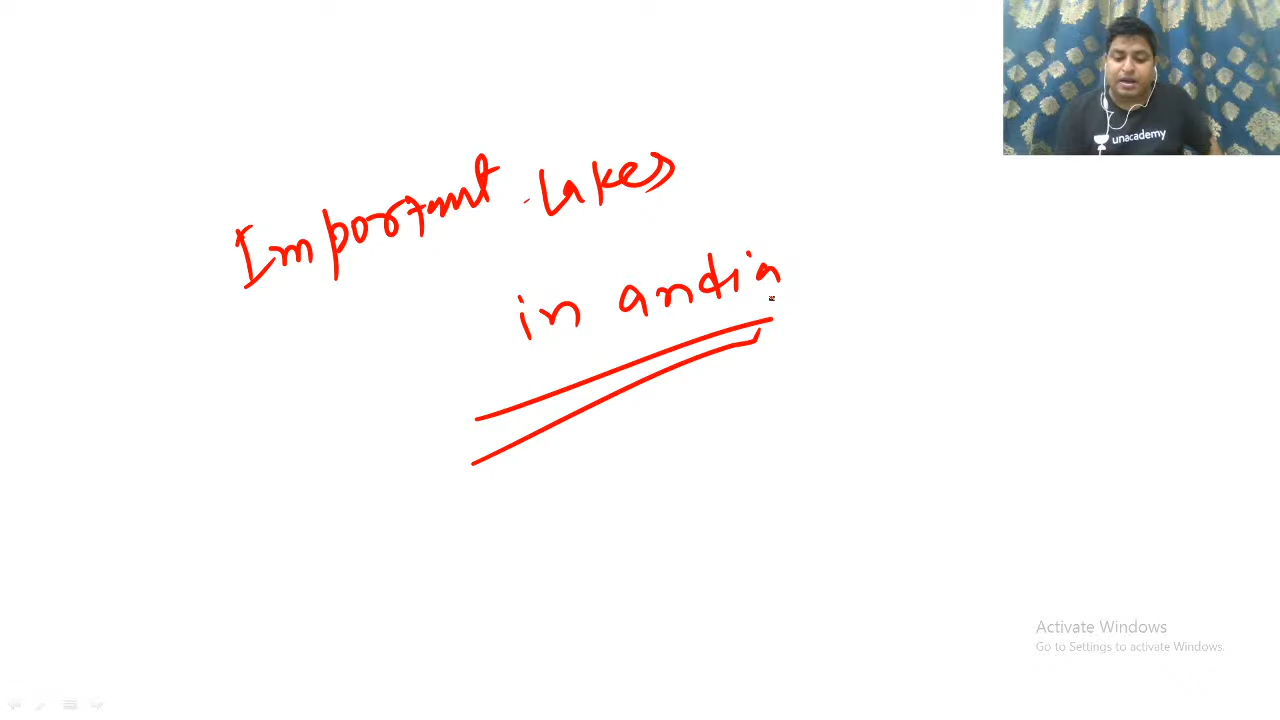 Important Lakes
in andia
unacademy
Activate Windows
Go to Settings to activate Windows.